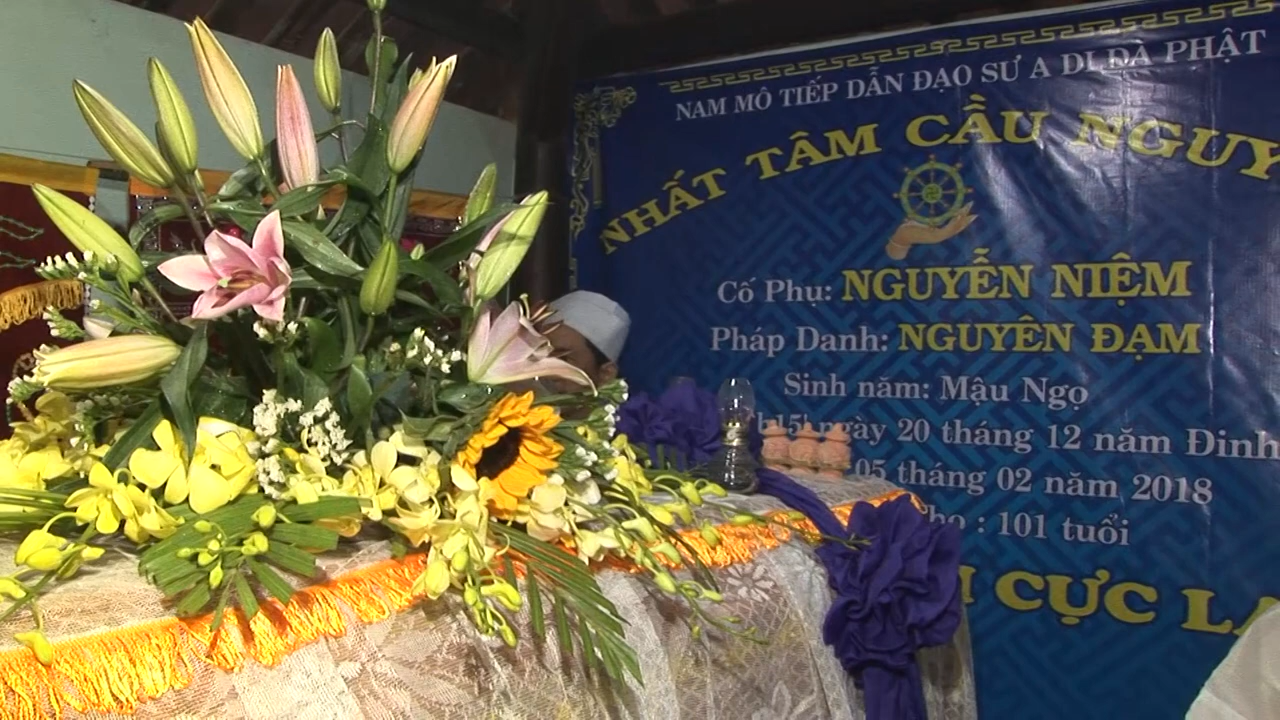 NAM MÔ TIẾP DẪN ĐẠO SƯ A DI ĐÀ PHẬT
NHẤT TÂM CẦU NGUY
Cố Phụ: NGUYỄN NIỆM
Pháp Danh: NGUYÊN ĐẠM
Sinh năm: Mậu Ngọ
h15' ngày 20 tháng 12 năm Đinh
05 tháng 02 năm 2018
họ : 101 tuổi
CỰC LA